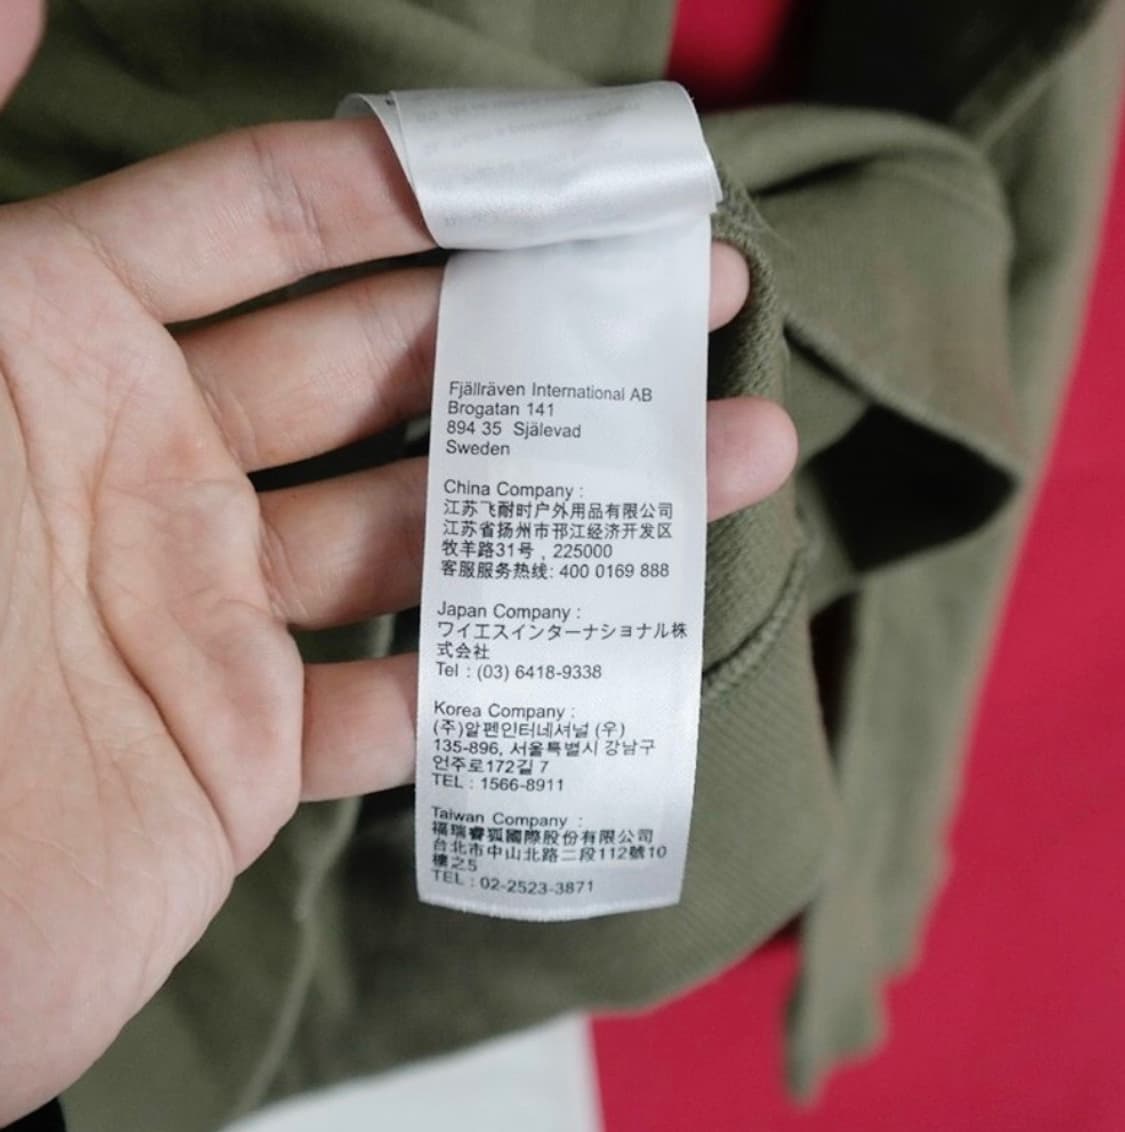 Fjällräven International AB
Brogatan 141
894 35 Själevad
Sweden
China Company :
江苏飞耐时户外用品有限公司
江苏省扬州市邗江经济开发区
牧羊路31号 , 225000
客服服务热线: 400 0169 888
Japan Company :
ワイエスインターナショナル株
式会社
Tel : (03) 6418-9338
Korea Company :
(주)알펜인터네셔널 (우)
135-896, 서울특별시 강남구
언주로172길 7
TEL : 1566-8911
Taiwan Company :
福瑞睿狐國際股份有限公司
台北市中山北路二段112號10
樓之5
TEL : 02-2523-3871